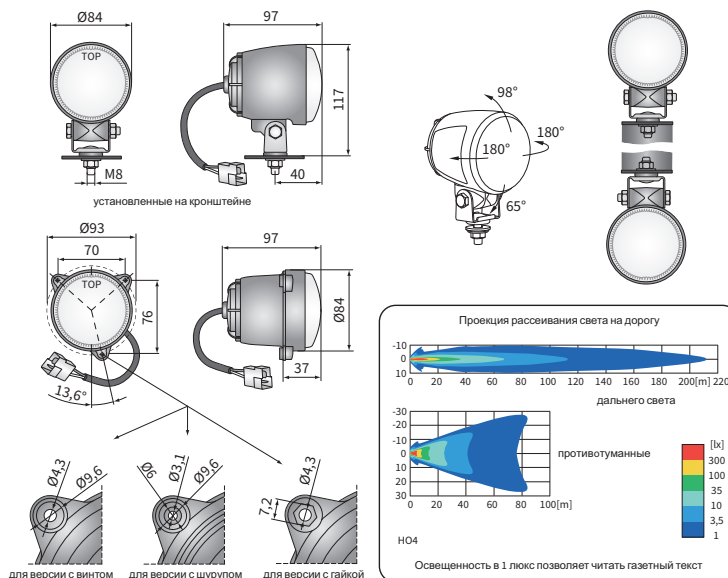 Ø84
TOP
97
117
M8
40
установленные на кронштейне
98°
180°
180°
65°
Ø93
70
TOP
76
13,6°
97
Ø84
37
Ø4,3
Ø9,6
для версии с винтом
Ø6
Ø3,1
Ø9,6
для версии с шурупом
Ø4,3
7,2
для версии с гайкой
Проекция рассеивания света на дорогу
-10
0
10
0 20 40 60 80 100 120 140 160 180 200[m] 220
дальнего света
-30
-20
-10
0
10
20
30
0 20 40 60 80 100[m]
противотуманные
[lx]
300
100
35
10
3,5
1
HO4
Освещенность в 1 люкс позволяет читать газетный текст